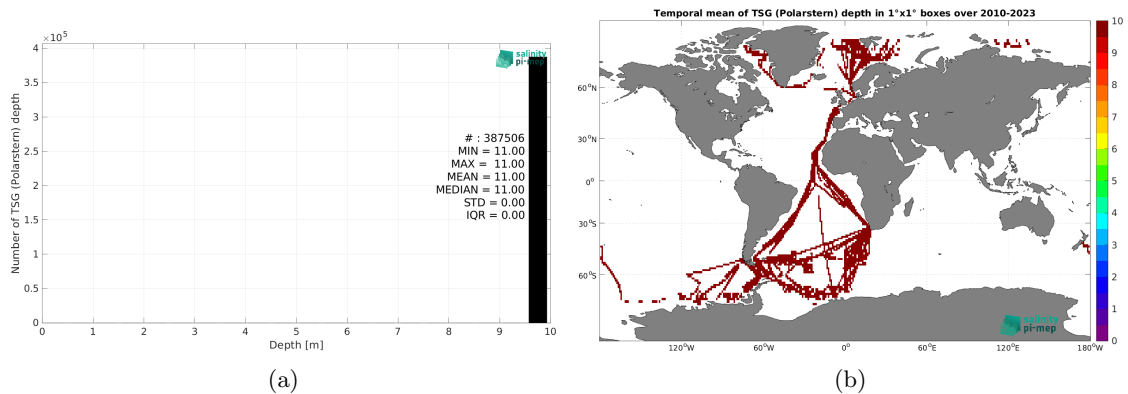 ×10⁵
4
3.5
3
2.5
2
1.5
1
0.5
0
Number of TSG (Polarstern) depth
salinity
pi-mep
# : 387506
MIN = 11.00
MAX = 11.00
MEAN = 11.00
MEDIAN = 11.00
STD = 0.00
IQR = 0.00
0 1 2 3 4 5 6 7 8 9 10
Depth [m]
(a)
Temporal mean of TSG (Polarstern) depth in 1°x1° boxes over 2010-2023
60°N
30°N
0°
30°S
60°S
120°W 60°W 0° 60°E 120°E 180°W
salinity
pi-mep
10
9
8
7
6
5
4
3
2
1
0
(b)